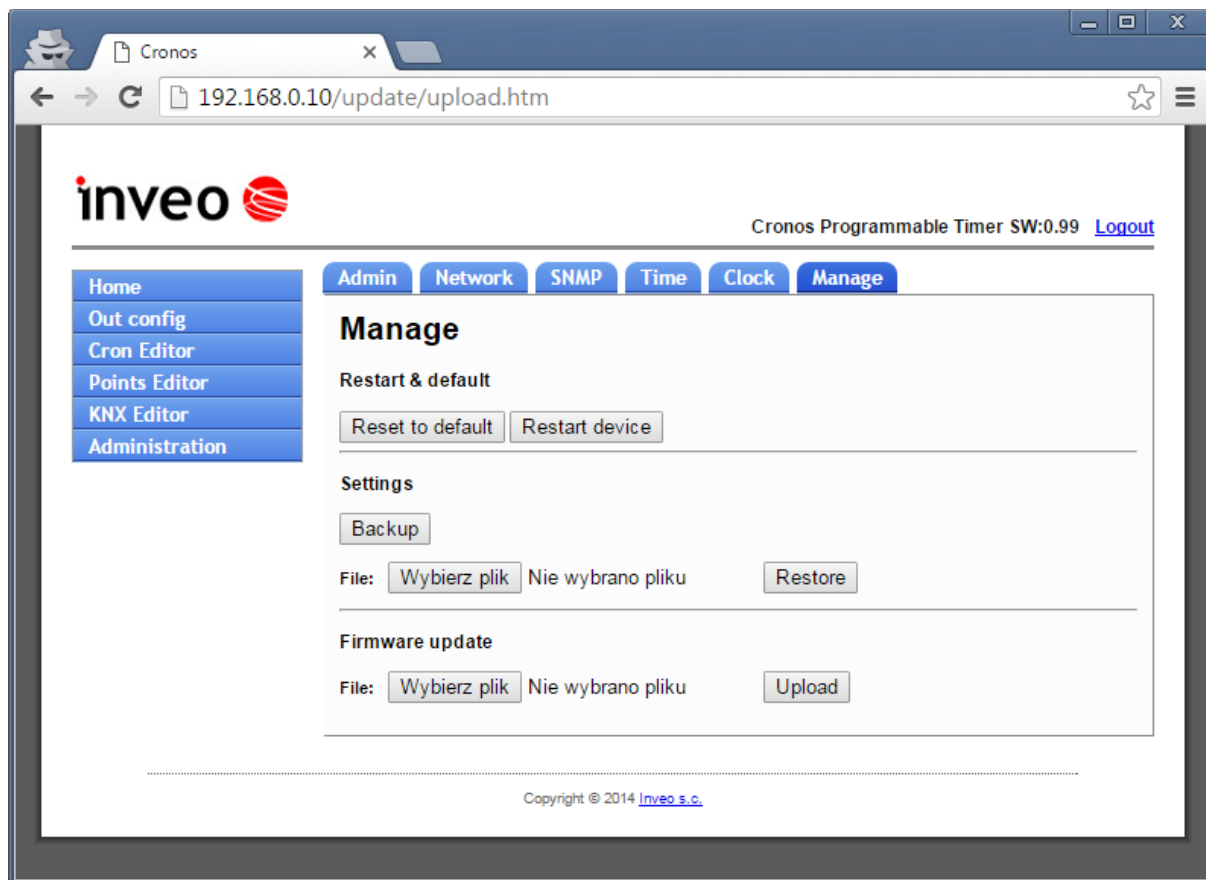 Cronos
192.168.0.10/update/upload.htm
inveo
Cronos Programmable Timer SW:0.99 Logout
Home
Out config
Cron Editor
Points Editor
KNX Editor
Administration
Admin Network SNMP Time Clock Manage
Manage
Restart & default
Reset to default Restart device
Settings
Backup
File: Wybierz plik Nie wybrano pliku Restore
Firmware update
File: Wybierz plik Nie wybrano pliku Upload
Copyright © 2014 Inveo s.c.